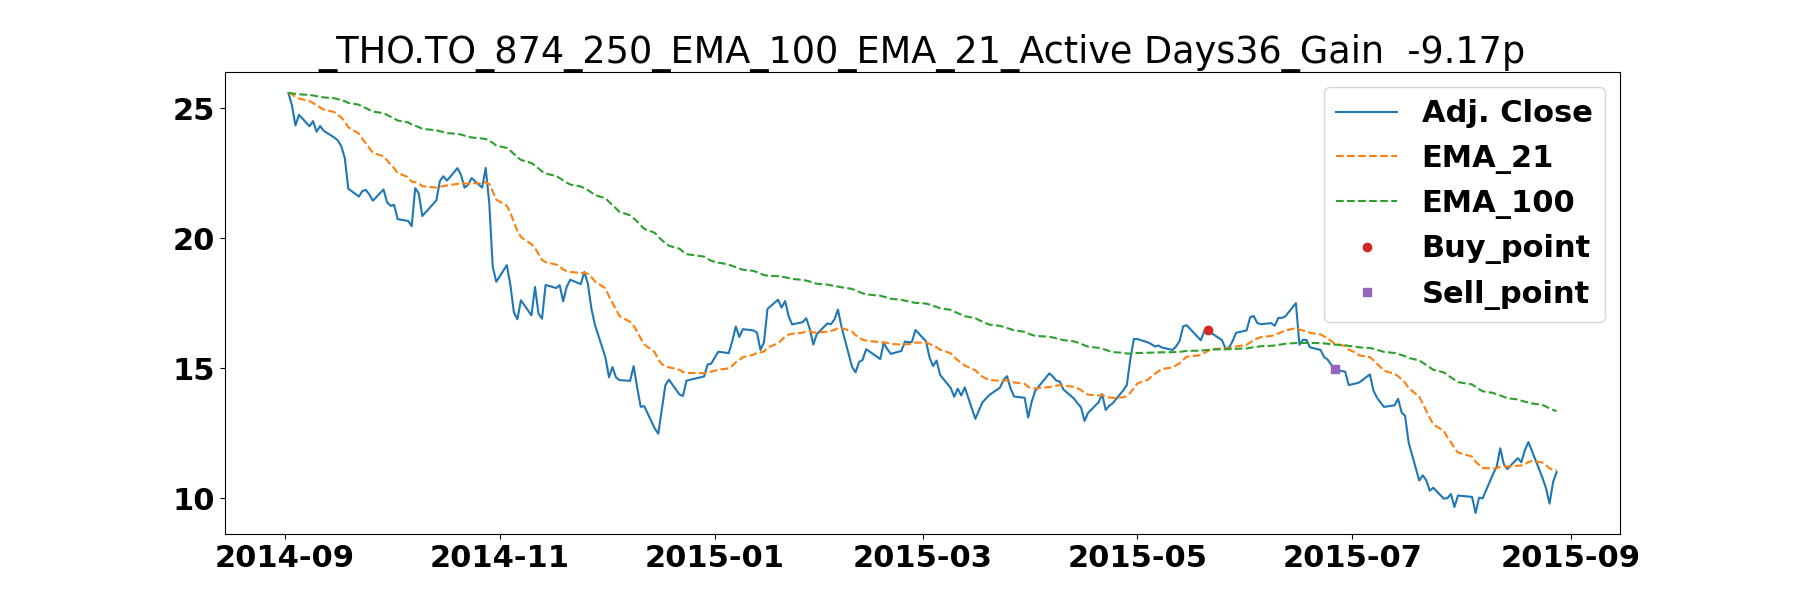 _THO.TO_874_250_EMA_100_EMA_21_Active Days36_Gain  -9.17p
25
20
15
10
Adj. Close
EMA_21
EMA_100
Buy_point
Sell_point
2014-09 2014-11 2015-01 2015-03 2015-05 2015-07 2015-09